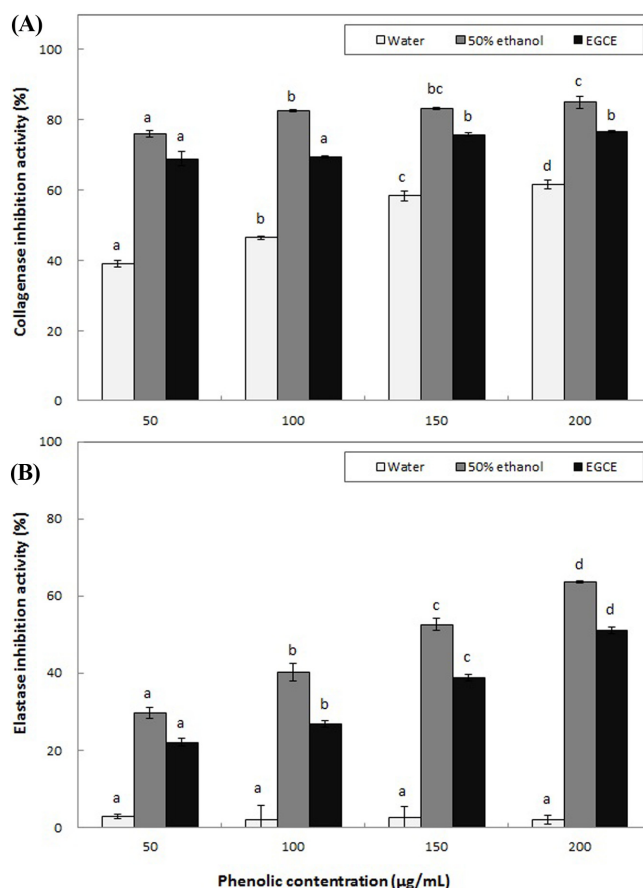 (A)
100
80
60
40
20
0
Collagenase inhibition activity (%)
Water 50% ethanol EGCE
a a a
b b a
c bc b
d c b
50 100 150 200
(B)
100
80
60
40
20
0
Elastase inhibition activity (%)
Water 50% ethanol EGCE
a a a
a b b
a c c
a d d
50 100 150 200
Phenolic contentration (μg/mL)